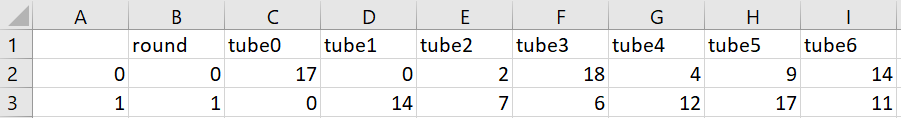 A B C D E F G H I
1 round tube0 tube1 tube2 tube3 tube4 tube5 tube6
2 0 0 17 0 2 18 4 9 14
3 1 1 0 14 7 6 12 17 11